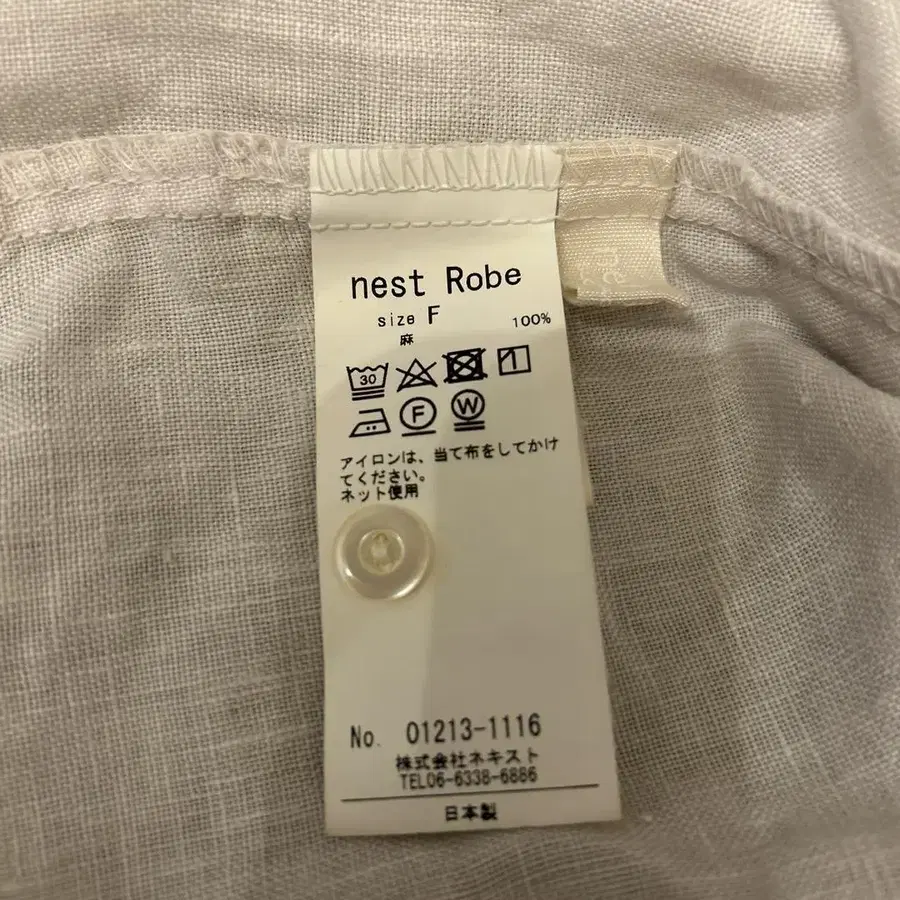 nest Robe
size F
麻 100%
30
F W
アイロンは、当て布をしてかけ
てください。
ネット使用
No. 01213-1116
株式会社ネキスト
TEL06-6338-6886
日本製